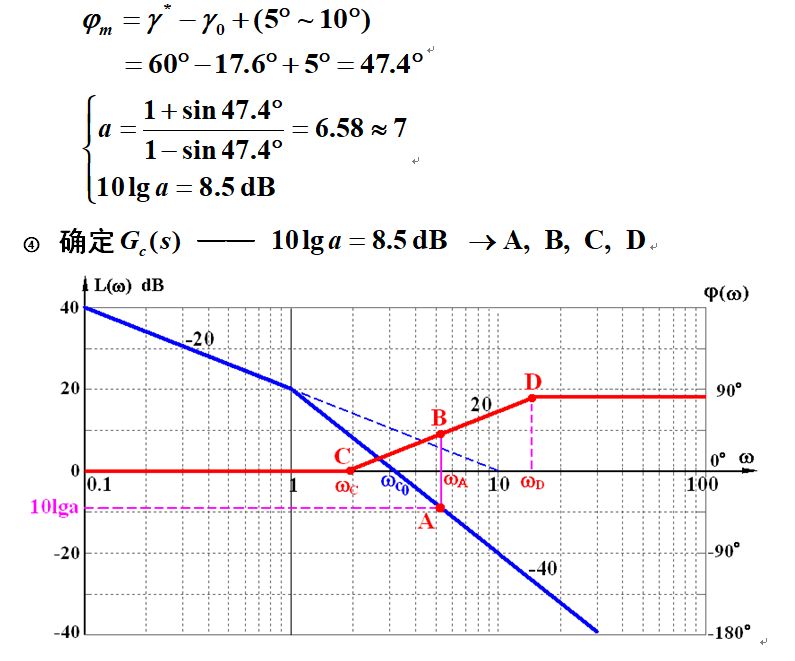 φm = γ* − γ0 + (5° ~ 10°)
= 60° − 17.6° + 5° = 47.4°
a = (1 + sin 47.4°) / (1 − sin 47.4°) = 6.58 ≈ 7
10 lg a = 8.5 dB
④ 确定 Gc(s) —— 10 lg a = 8.5 dB → A, B, C, D
L(ω) dB
φ(ω)
40
-20
20
D
90°
B
20
C
0° ω
0
0.1
1
ωC
ωC0
ωA
10
ωD
100
10lga
A
-20
-90°
-40
-40
-180°